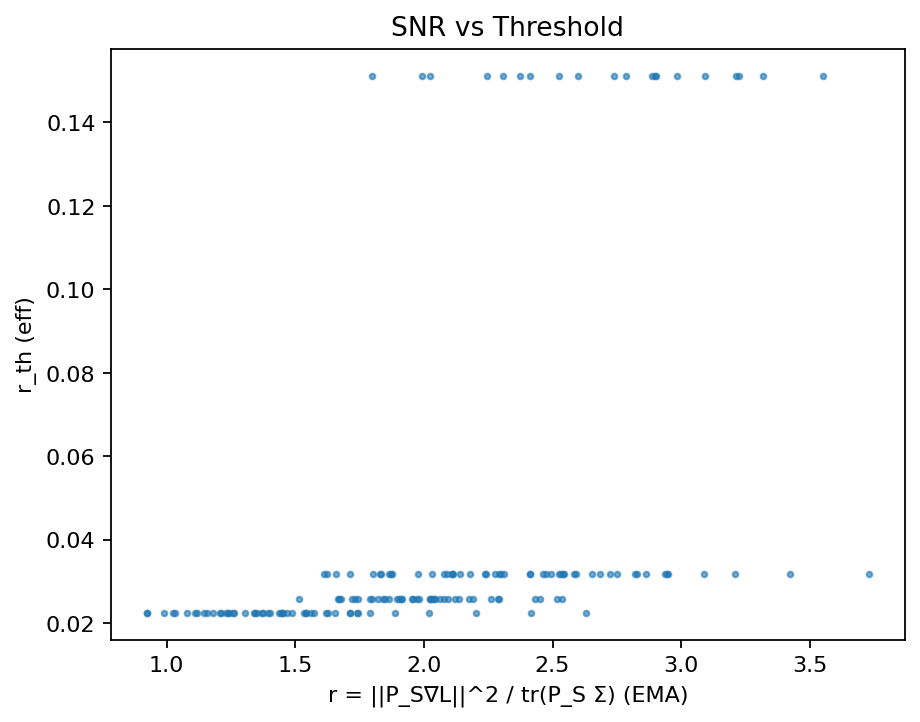 SNR vs Threshold
r_th (eff)
0.14
0.12
0.10
0.08
0.06
0.04
0.02
1.0 1.5 2.0 2.5 3.0 3.5
r = ||P_S∇L||^2 / tr(P_S Σ) (EMA)